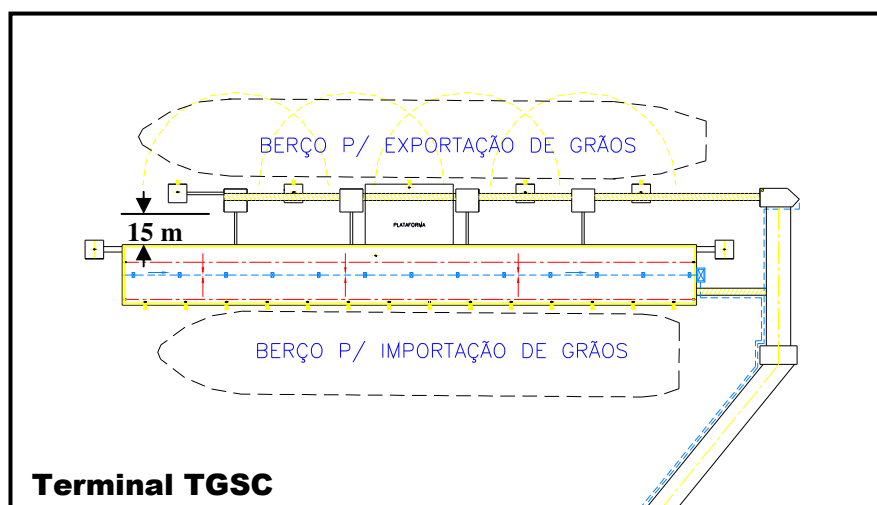 BERÇO P/ EXPORTAÇÃO DE GRÃOS
15 m
PLATAFORMA
BERÇO P/ IMPORTAÇÃO DE GRÃOS
Terminal TGSC